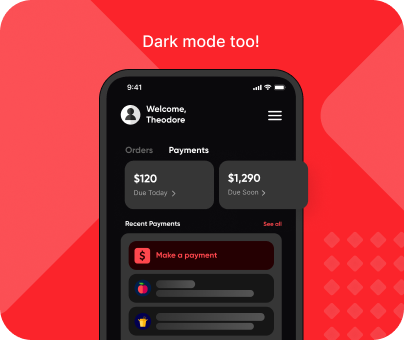 Dark mode too!
9:41
Welcome,
Theodore
Orders Payments
$120 $1,290
Due Today Due Soon
Recent Payments See all
$ Make a payment